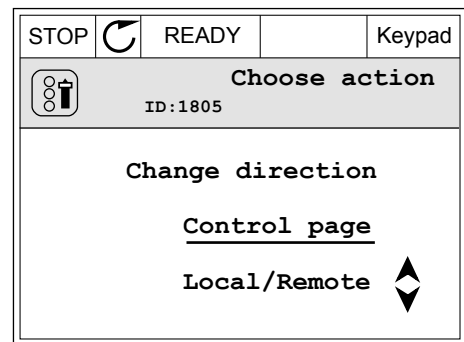 STOP READY Keypad
Choose action
ID:1805
Change direction
Control page
Local/Remote